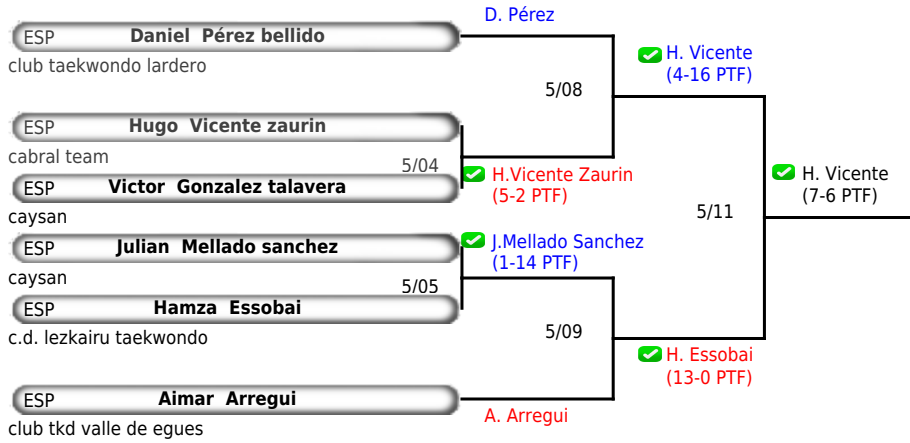 D. Pérez
ESP Daniel Pérez bellido
club taekwondo lardero
H. Vicente
(4-16 PTF)
5/08
ESP Hugo Vicente zaurin
cabral team
5/04
H.Vicente Zaurin
(5-2 PTF)
ESP Victor Gonzalez talavera
caysan
H. Vicente
(7-6 PTF)
5/11
ESP Julian Mellado sanchez
caysan
J.Mellado Sanchez
(1-14 PTF)
5/05
ESP Hamza Essobai
c.d. lezkairu taekwondo
5/09
H. Essobai
(13-0 PTF)
ESP Aimar Arregui
club tkd valle de egues
A. Arregui